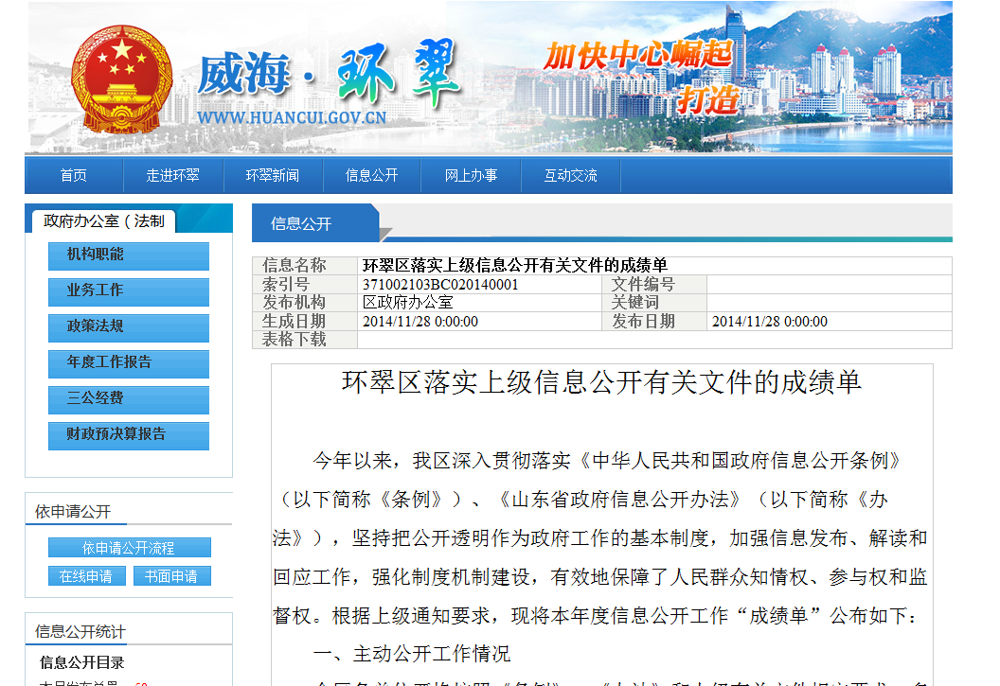 威海·环翠
WWW.HUANCUI.GOV.CN
加快中心崛起
打造
首页 走进环翠 环翠新闻 信息公开 网上办事 互动交流
政府办公室（法制
机构职能
业务工作
政策法规
年度工作报告
三公经费
财政预决算报告
依申请公开
依申请公开流程
在线申请 书面申请
信息公开统计
信息公开目录
信息公开
信息名称 环翠区落实上级信息公开有关文件的成绩单
索引号 371002103BC020140001 文件编号
发布机构 区政府办公室 关键词
生成日期 2014/11/28 0:00:00 发布日期 2014/11/28 0:00:00
表格下载
环翠区落实上级信息公开有关文件的成绩单
今年以来，我区深入贯彻落实《中华人民共和国政府信息公开条例》
（以下简称《条例》）、《山东省政府信息公开办法》（以下简称《办
法》），坚持把公开透明作为政府工作的基本制度，加强信息发布、解读和
回应工作，强化制度机制建设，有效地保障了人民群众知情权、参与权和监
督权。根据上级通知要求，现将本年度信息公开工作“成绩单”公布如下：
一、主动公开工作情况